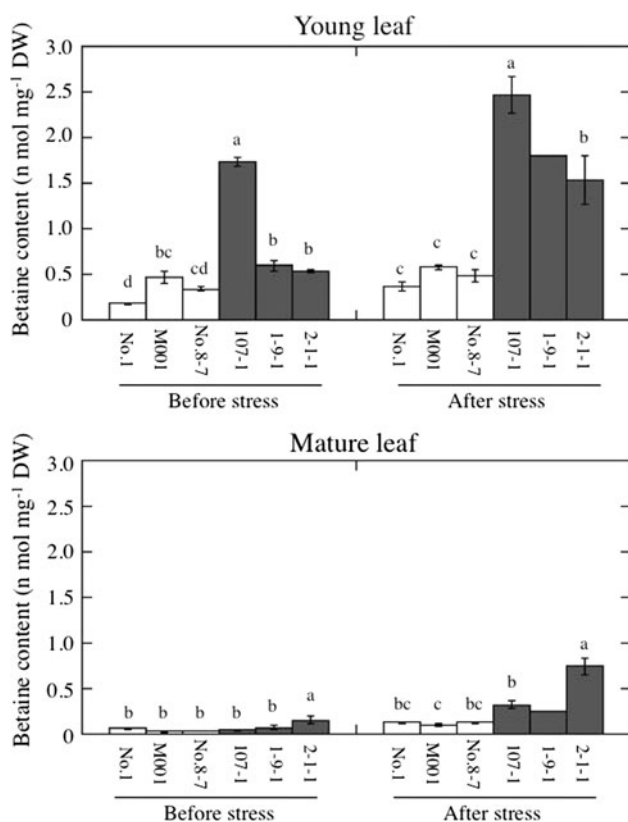 Young leaf
Betaine content (n mol mg-1 DW)
3.0
2.5
2.0
1.5
1.0
0.5
0
d
bc
cd
a
b
b
c
c
c
a
b
No.1
M001
No.8-7
107-1
1-9-1
2-1-1
No.1
M001
No.8-7
107-1
1-9-1
2-1-1
Before stress
After stress
Mature leaf
Betaine content (n mol mg-1 DW)
3.0
2.5
2.0
1.5
1.0
0.5
0
b
b
b
b
b
a
bc
c
bc
b
a
No.1
M001
No.8-7
107-1
1-9-1
2-1-1
No.1
M001
No.8-7
107-1
1-9-1
2-1-1
Before stress
After stress